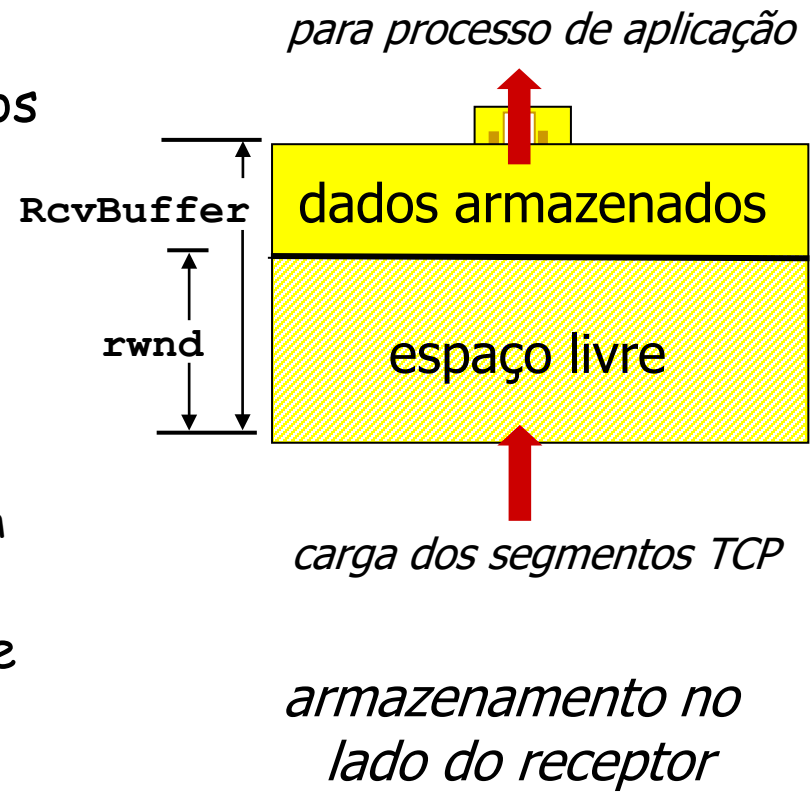 para processo de aplicação
os
RcvBuffer
dados armazenados
rwnd
espaço livre
carga dos segmentos TCP
e
armazenamento no
lado do receptor